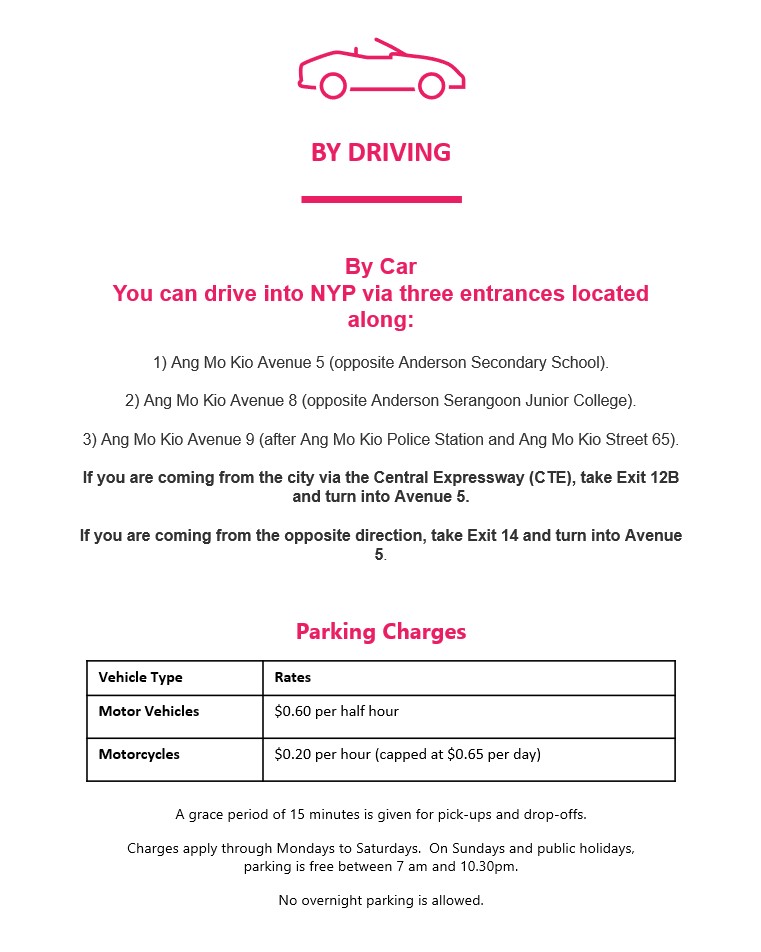 BY DRIVING
By Car
You can drive into NYP via three entrances located
along:
1) Ang Mo Kio Avenue 5 (opposite Anderson Secondary School).
2) Ang Mo Kio Avenue 8 (opposite Anderson Serangoon Junior College).
3) Ang Mo Kio Avenue 9 (after Ang Mo Kio Police Station and Ang Mo Kio Street 65).
If you are coming from the city via the Central Expressway (CTE), take Exit 12B
and turn into Avenue 5.
If you are coming from the opposite direction, take Exit 14 and turn into Avenue
5.
Parking Charges
Vehicle Type Rates
Motor Vehicles $0.60 per half hour
Motorcycles $0.20 per hour (capped at $0.65 per day)
A grace period of 15 minutes is given for pick-ups and drop-offs.
Charges apply through Mondays to Saturdays.  On Sundays and public holidays,
parking is free between 7 am and 10.30pm.
No overnight parking is allowed.